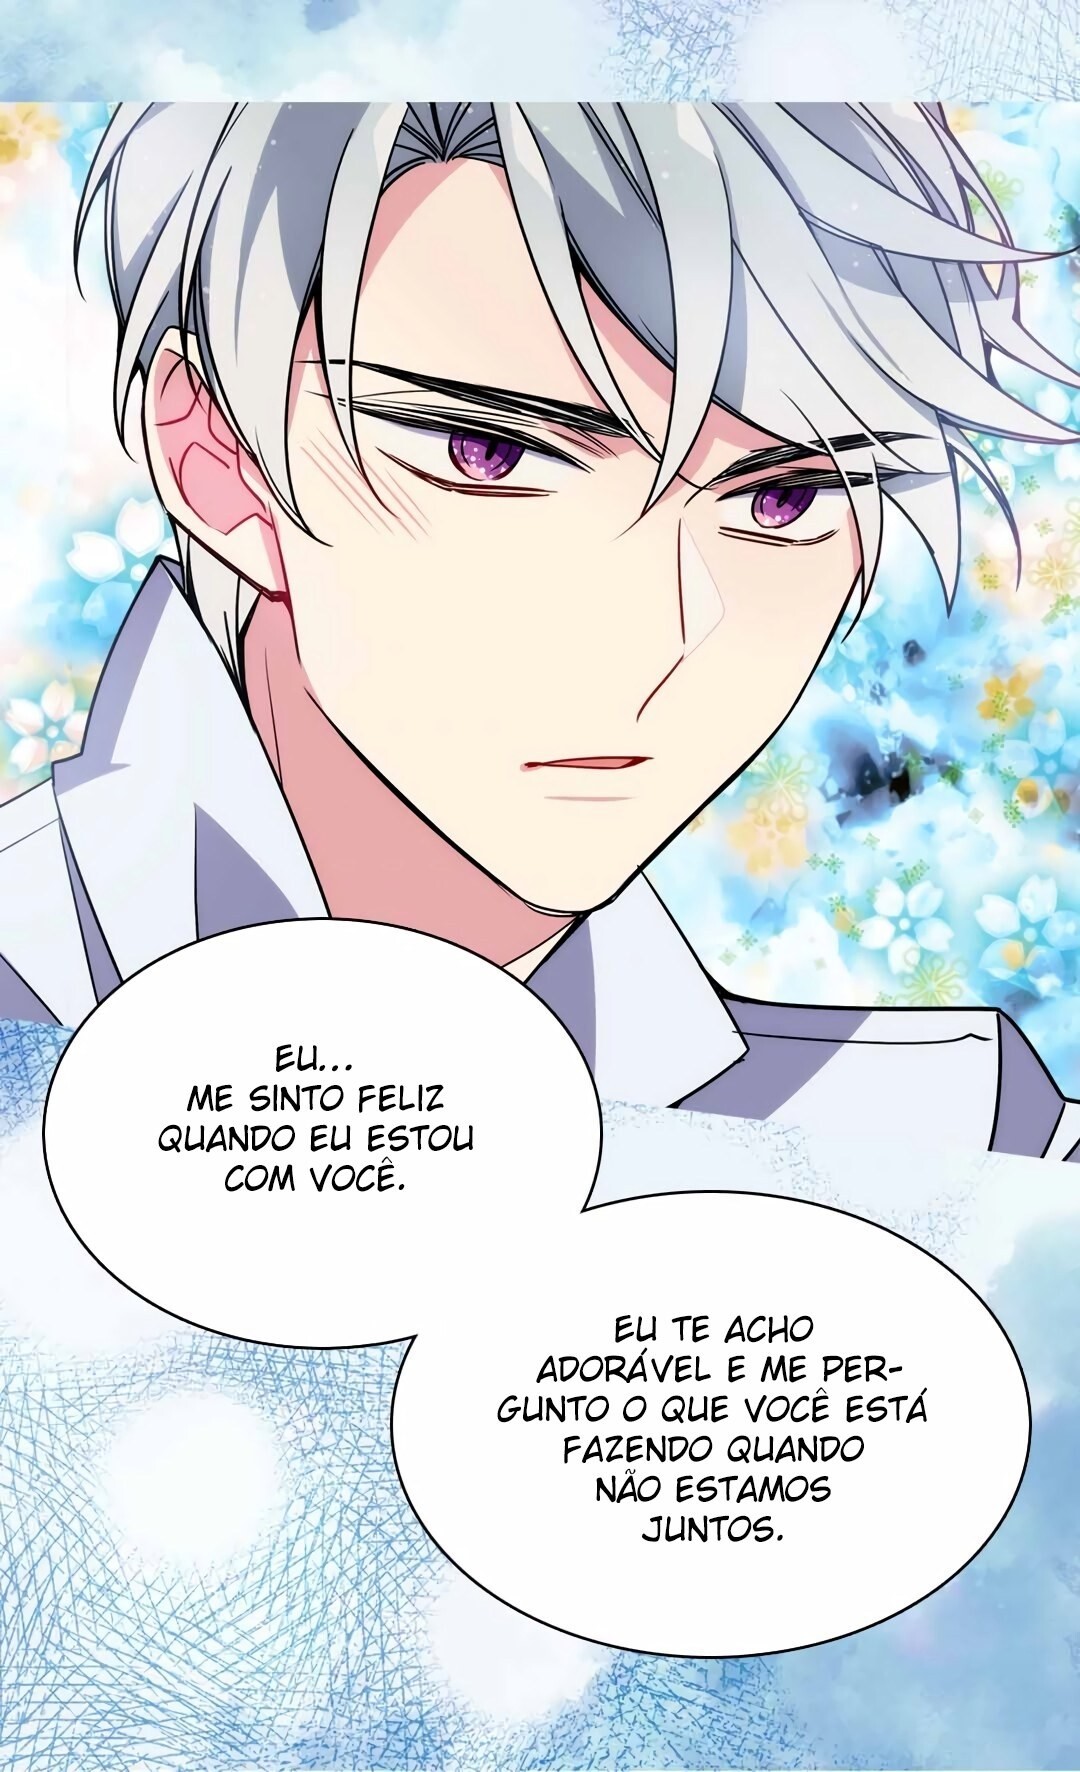 EU...
ME SINTO FELIZ
QUANDO EU ESTOU
COM VOCÊ.
EU TE ACHO
ADORÁVEL E ME PER-
GUNTO O QUE VOCÊ ESTÁ
FAZENDO QUANDO
NÃO ESTAMOS
JUNTOS.